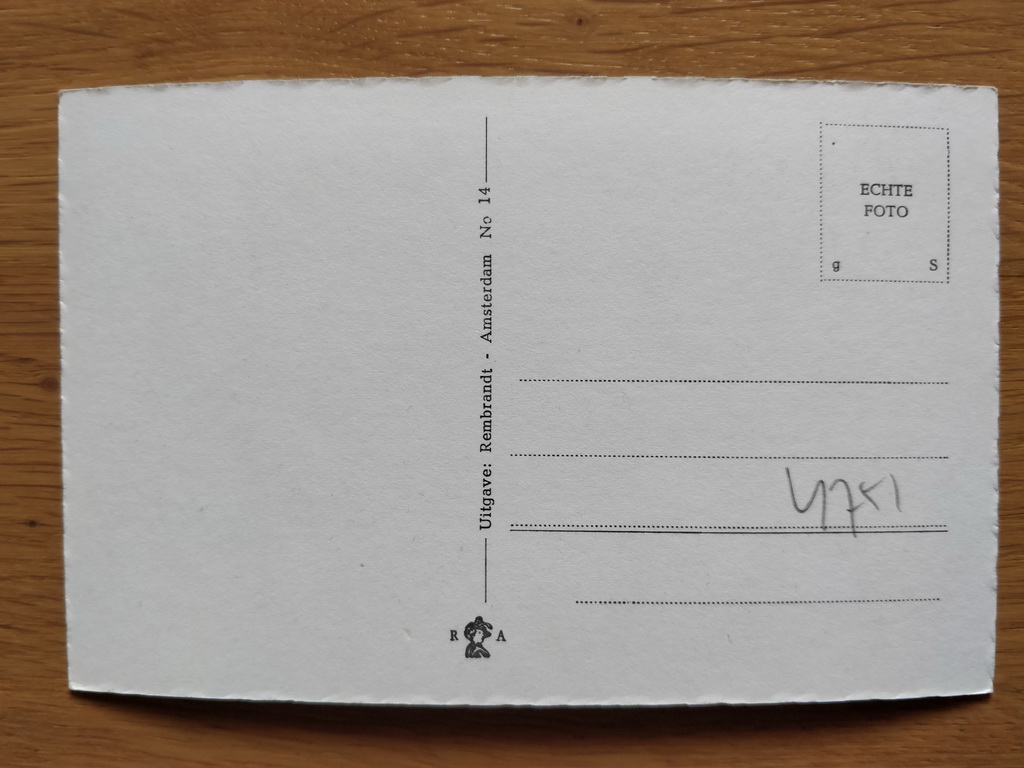 Uitgave: Rembrandt - Amsterdam No 14
R A
ECHTE
FOTO
g S
4751